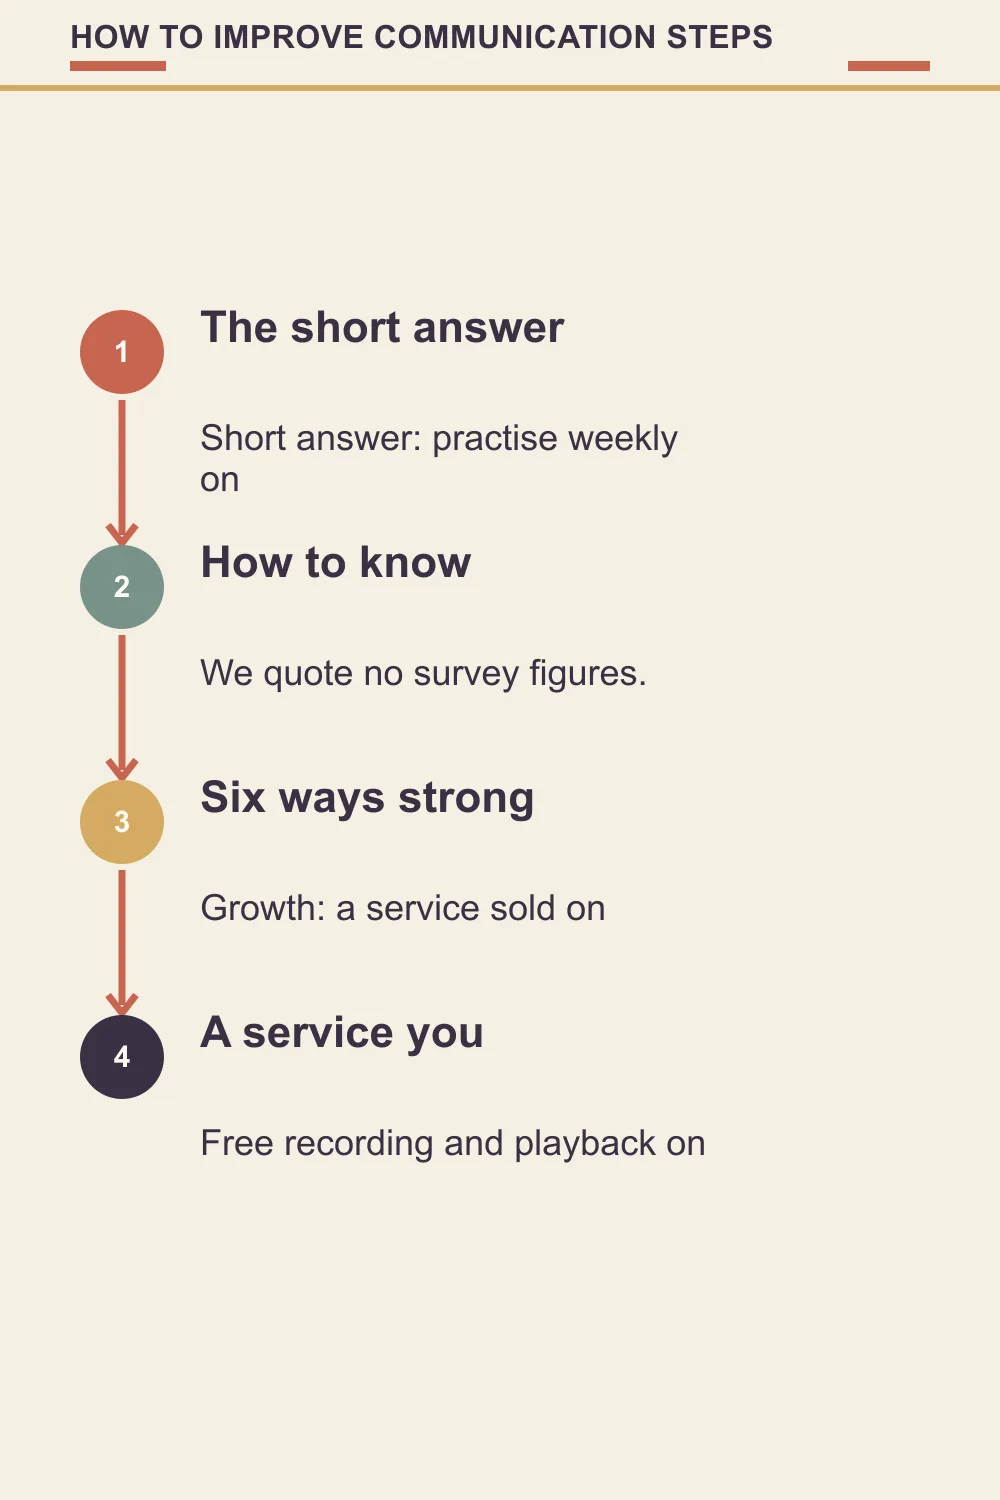 HOW TO IMPROVE COMMUNICATION STEPS
1
The short answer
Short answer: practise weekly
on
2
How to know
We quote no survey figures.
3
Six ways strong
Growth: a service sold on
4
A service you
Free recording and playback on